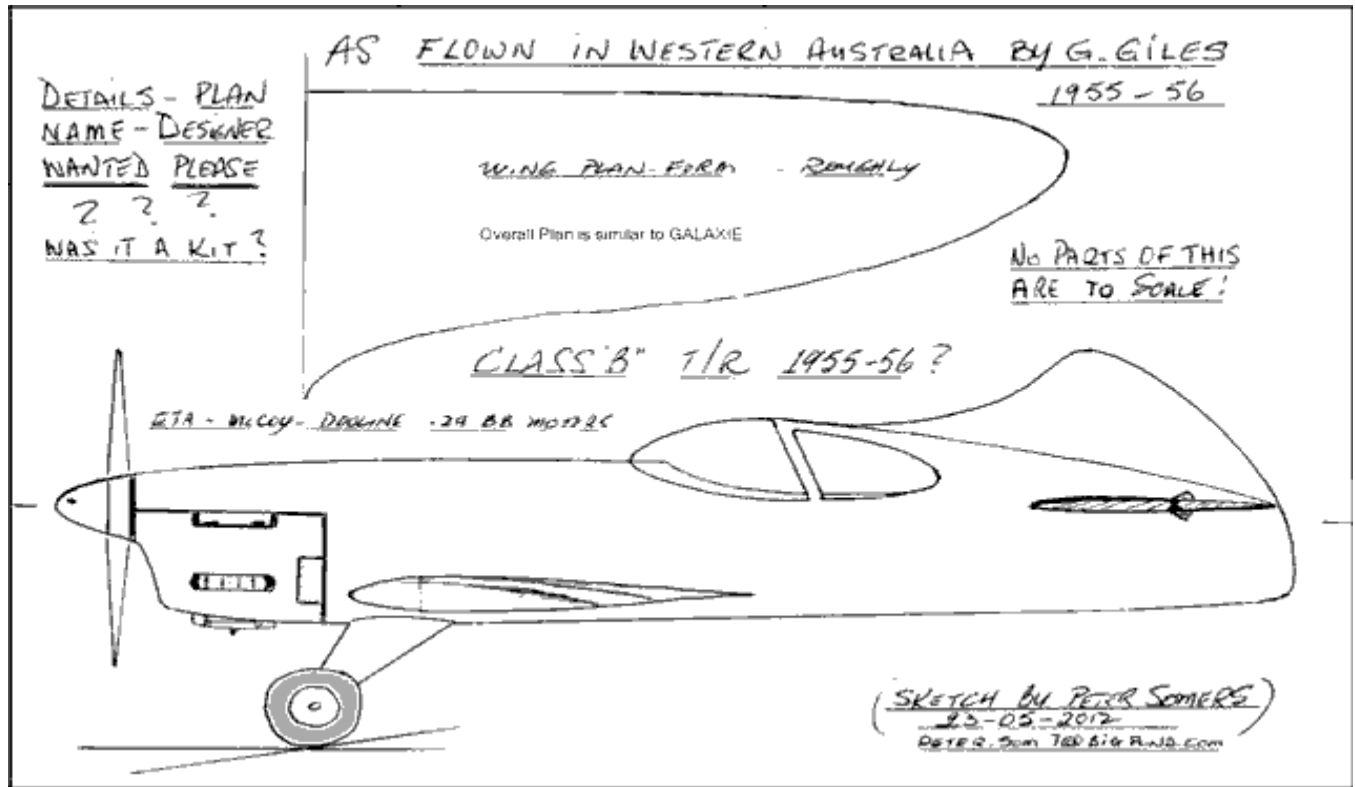 AS FLOWN IN WESTERN AUSTRALIA BY G. GILES
1955-56
DETAILS - PLAN
NAME - DESIGNER
WANTED PLEASE
? ? ?
WAS IT A KIT?
WING PLAN-FORM - ROUGHLY
Overall Plan is similar to GALAXIE
NO PARTS OF THIS
ARE TO SCALE!
CLASS "B" T/R 1955-56?
ETA - McCOY - DOOLING .29 BB MOTORS
(SKETCH BY PETER SOMERS)
23-05-2012